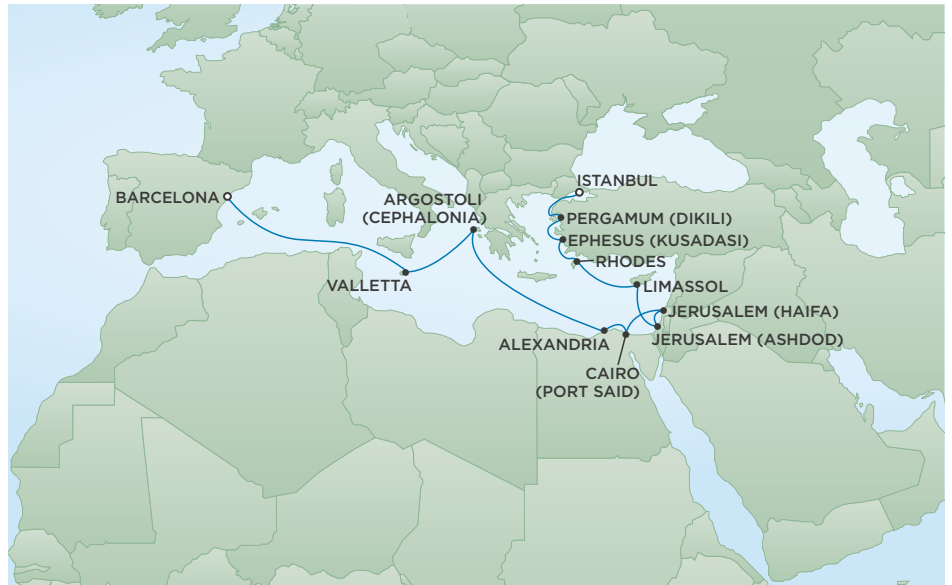 ISTANBUL
BARCELONA
ARGOSTOLI
(CEPHALONIA)
PERGAMUM (DIKILI)
EPHESUS (KUSADASI)
RHODES
VALLETTA
LIMASSOL
JERUSALEM (HAIFA)
JERUSALEM (ASHDOD)
ALEXANDRIA
CAIRO
(PORT SAID)